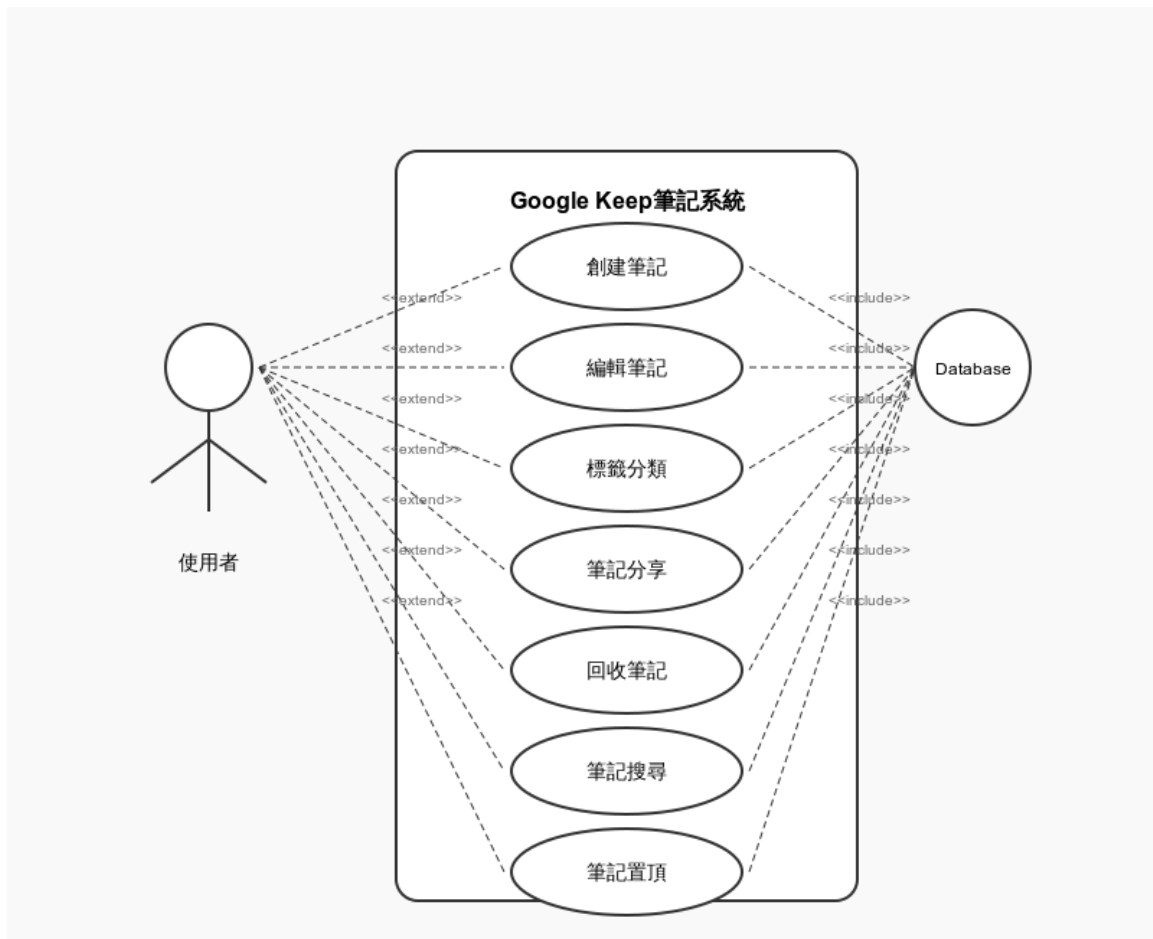 Google Keep筆記系統
創建筆記
<<extend>>
<<include>>
編輯筆記
<<extend>>
<<include>>
Database
<<extend>>
<<include>>
標籤分類
<<extend>>
<<include>>
<<extend>>
<<include>>
使用者
筆記分享
<<extend>>
<<include>>
<<extend>>
<<include>>
回收筆記
筆記搜尋
筆記置頂